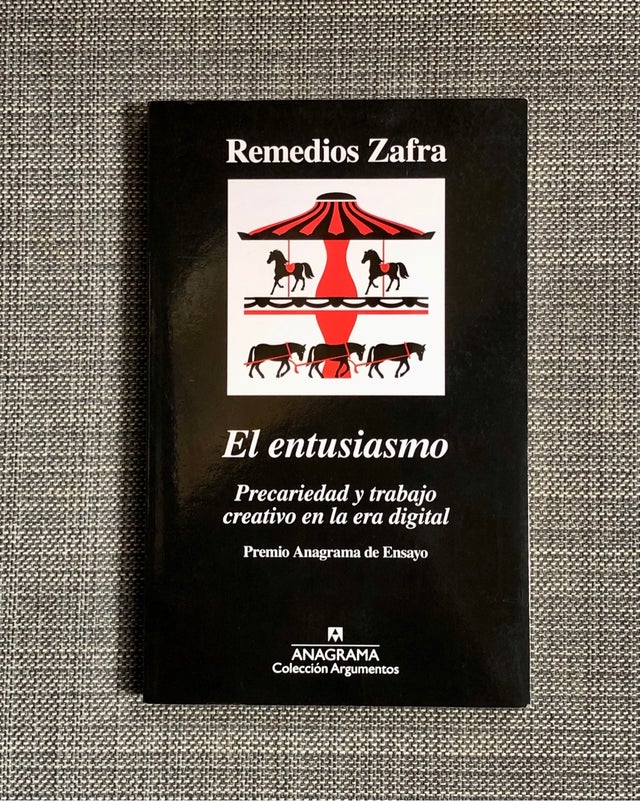 Remedios Zafra
El entusiasmo
Precariedad y trabajo
creativo en la era digital
Premio Anagrama de Ensayo
ANAGRAMA
Colección Argumentos